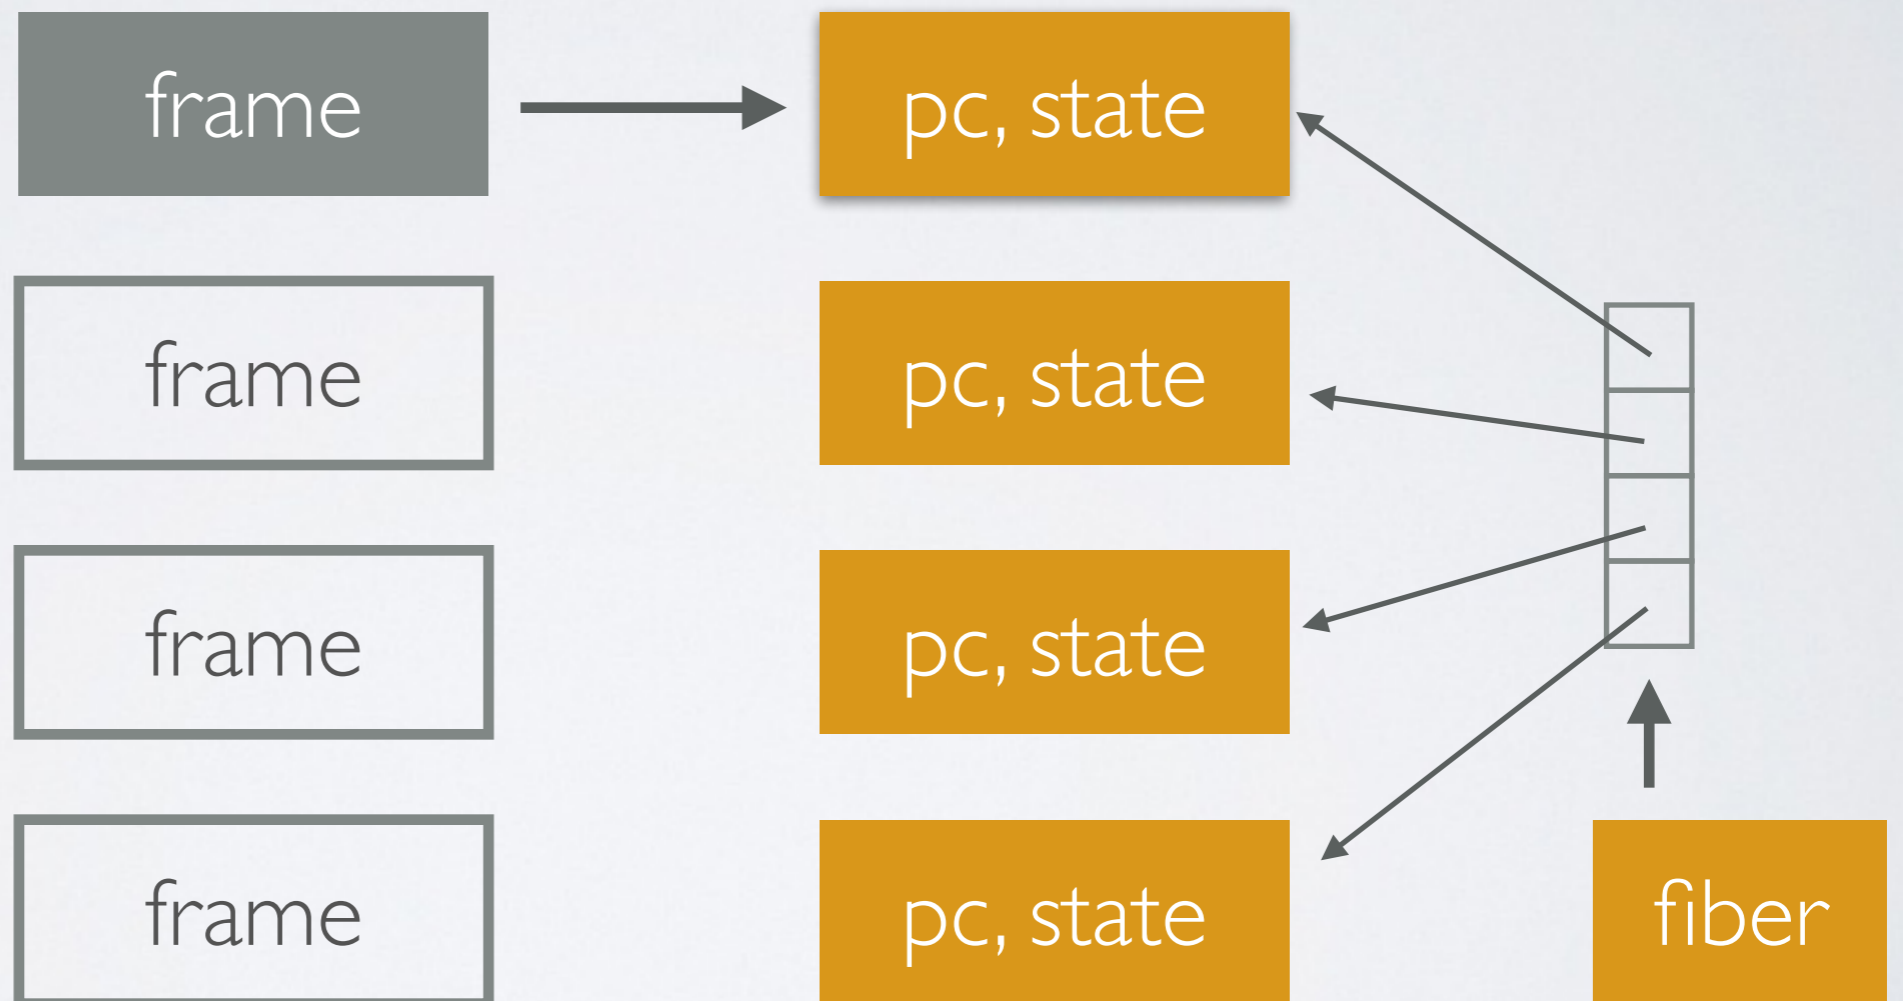 frame
pc, state
frame
pc, state
frame
pc, state
frame
pc, state
fiber